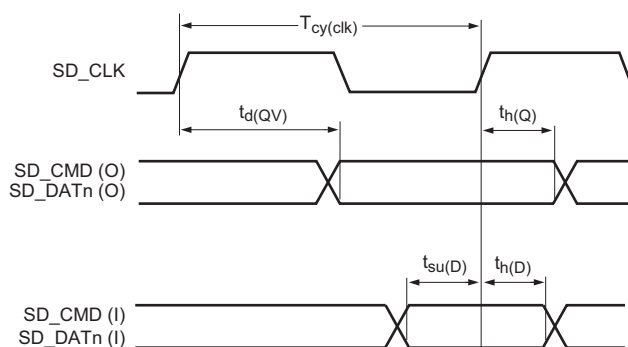 T_cy(clk)
SD_CLK
t_d(QV)
t_h(Q)
SD_CMD (O)
SD_DATn (O)
t_su(D)
t_h(D)
SD_CMD (I)
SD_DATn (I)